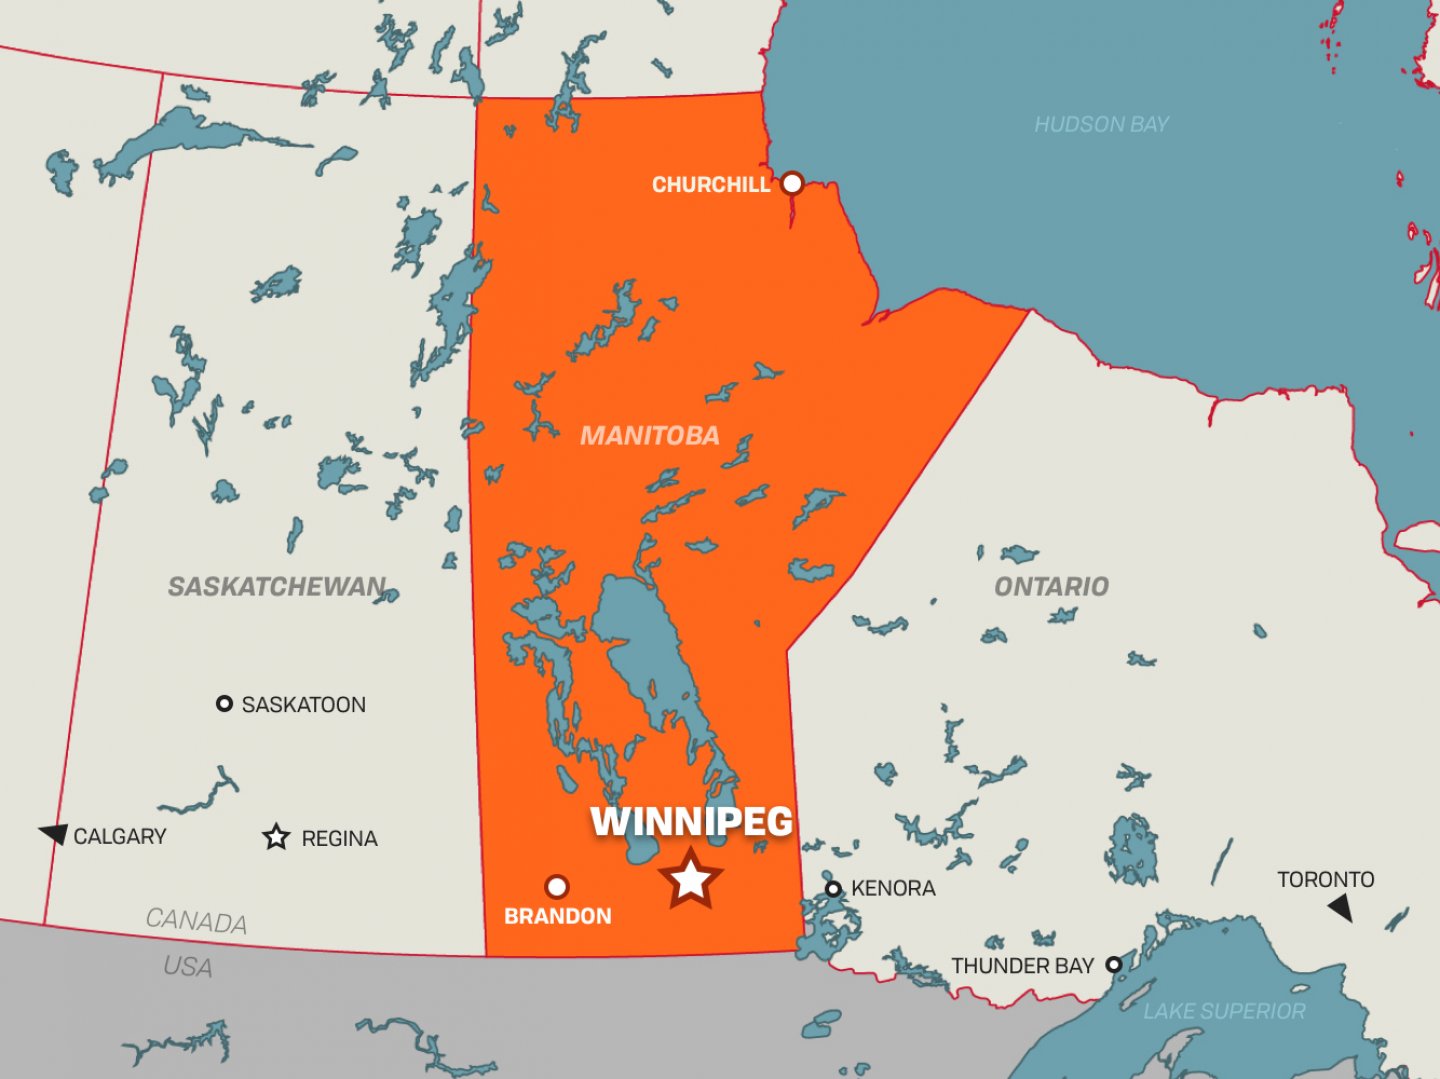 HUDSON BAY
CHURCHILL
MANITOBA
SASKATCHEWAN
ONTARIO
SASKATOON
WINNIPEG
CALGARY
REGINA
TORONTO
KENORA
BRANDON
CANADA
USA
THUNDER BAY
LAKE SUPERIOR